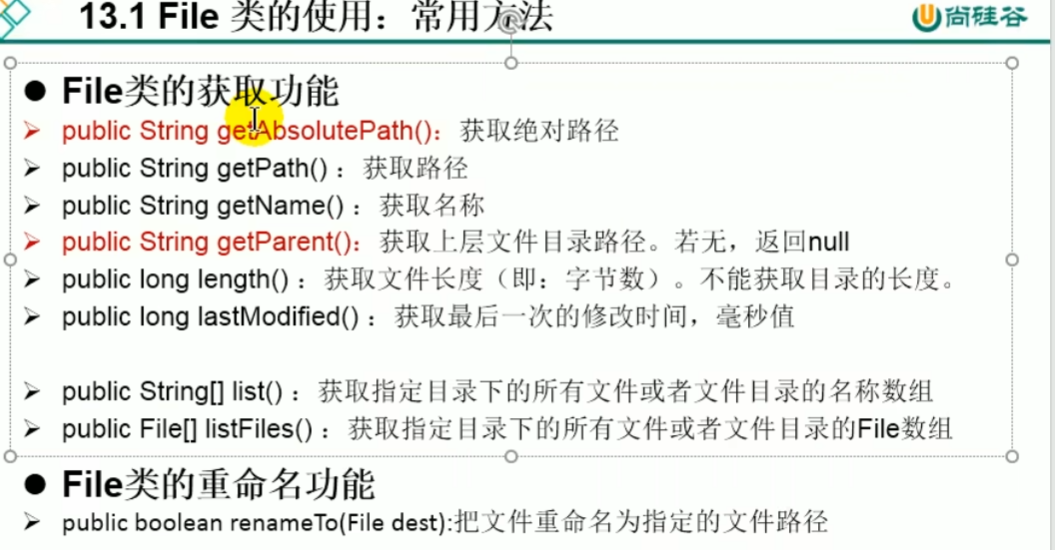 13.1 File 类的使用：常用方法
尚硅谷
● File类的获取功能
➢ public String getAbsolutePath()：获取绝对路径
➢ public String getPath() ：获取路径
➢ public String getName() ：获取名称
➢ public String getParent()：获取上层文件目录路径。若无，返回null
➢ public long length() ：获取文件长度（即：字节数）。不能获取目录的长度。
➢ public long lastModified() ：获取最后一次的修改时间，毫秒值
➢ public String[] list() ：获取指定目录下的所有文件或者文件目录的名称数组
➢ public File[] listFiles() ：获取指定目录下的所有文件或者文件目录的File数组
● File类的重命名功能
➢ public boolean renameTo(File dest):把文件重命名为指定的文件路径